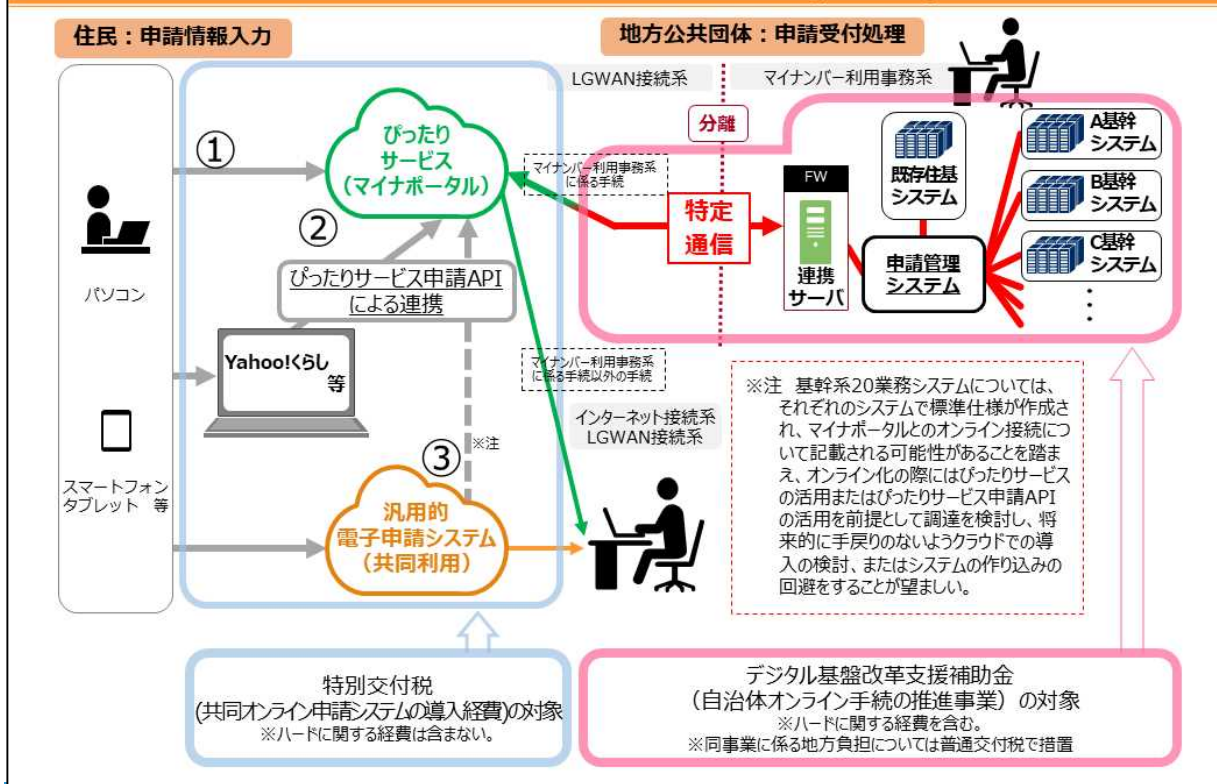 住民：申請情報入力
地方公共団体：申請受付処理
LGWAN接続系
マイナンバー利用事務系
分離
①
ぴったり
サービス
（マイナポータル）
マイナンバー利用事務系
に係る手続
特定
通信
FW
連携
サーバ
既存住基
システム
申請管理
システム
A基幹
システム
B基幹
システム
C基幹
システム
・
・
・
パソコン
②
ぴったりサービス申請API
による連携
Yahoo!くらし
等
マイナンバー利用事務系
に係る手続以外の手続
インターネット接続系
LGWAN接続系
※注
③
スマートフォン
タブレット　等
汎用的
電子申請システム
（共同利用）
※注　基幹系20業務システムについては、
それぞれのシステムで標準仕様が作成さ
れ、マイナポータルとのオンライン接続につ
いて記載される可能性があることを踏ま
え、オンライン化の際にはぴったりサービス
の活用またはぴったりサービス申請API
の活用を前提として調達を検討し、将
来的に手戻りのないようクラウドでの導
入の検討、またはシステムの作り込みの
回避をすることが望ましい。
特別交付税
(共同オンライン申請システムの導入経費)の対象
※ハードに関する経費は含まない。
デジタル基盤改革支援補助金
（自治体オンライン手続の推進事業）の対象
※ハードに関する経費を含む。
※同事業に係る地方負担については普通交付税で措置